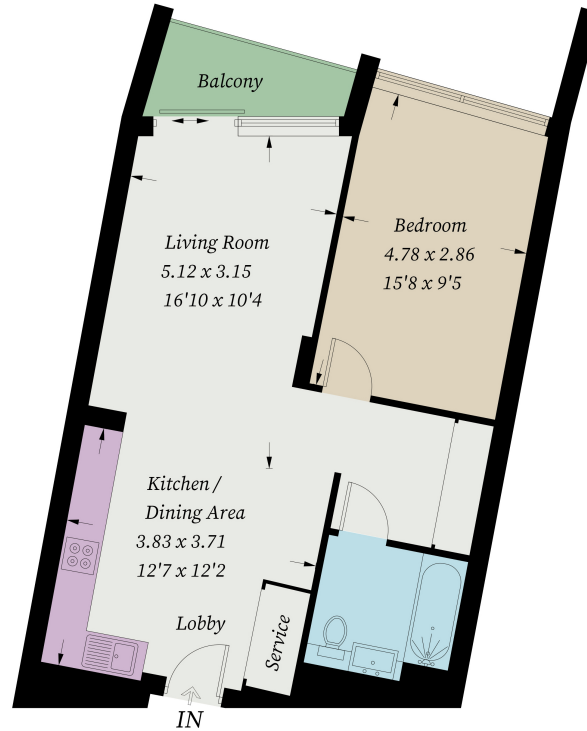 Balcony
Living Room
5.12 x 3.15
16'10 x 10'4
Bedroom
4.78 x 2.86
15'8 x 9'5
Kitchen /
Dining Area
3.83 x 3.71
12'7 x 12'2
Lobby
Service
IN